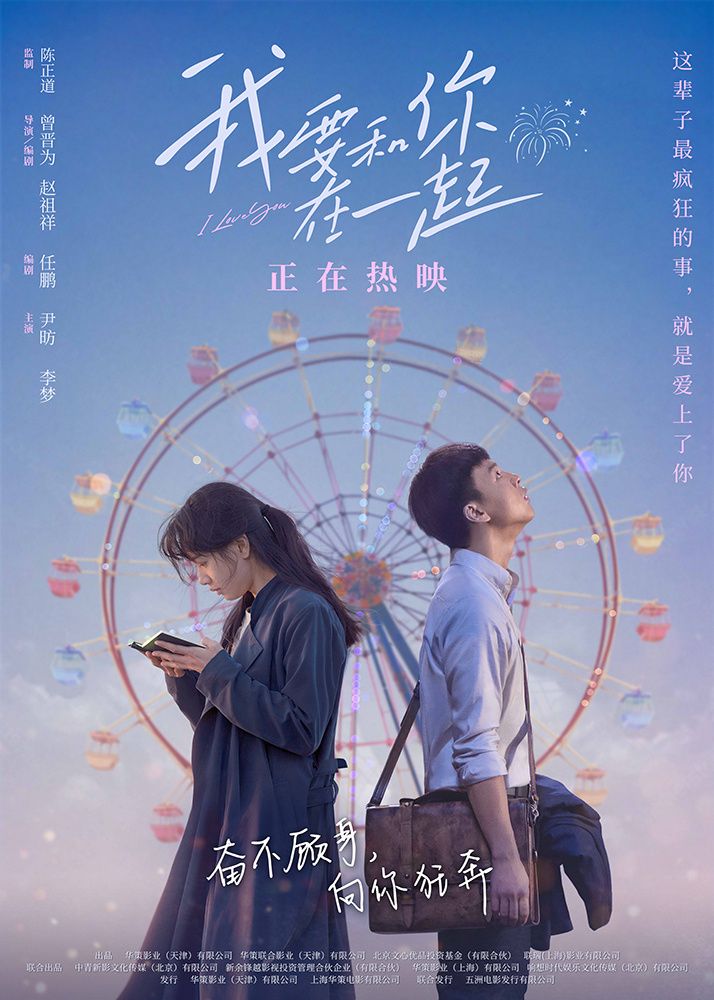 我要和你
在一起
I Love You
正在热映
监制 陈正道
导演/编剧 曾晋为 赵祖祥
编剧 任鹏
主演 尹昉 李梦
这辈子最疯狂的事，就是爱上了你
奋不顾身，
向你狂奔
出品 华策影业（天津）有限公司 华策联合影业（天津）有限公司 北京文心优品投资基金（有限合伙） 联瑞(上海)影业有限公司
联合出品 中青新影文化传媒（北京）有限公司 新余锋越影视投资管理合伙企业（有限合伙） 华策影业（上海）有限公司 响想时代娱乐文化传媒（北京）有限公司
发行 华策影业（天津）有限公司 上海华策电影有限公司 联合发行 五洲电影发行有限公司